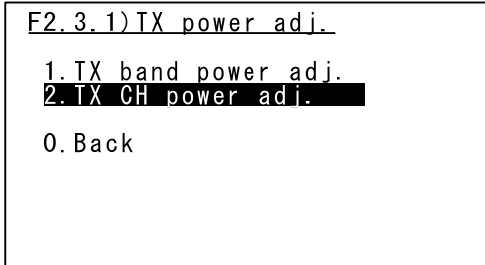 F2.3.1)TX power adj.
1.TX band power adj.
2.TX CH power adj.
0.Back